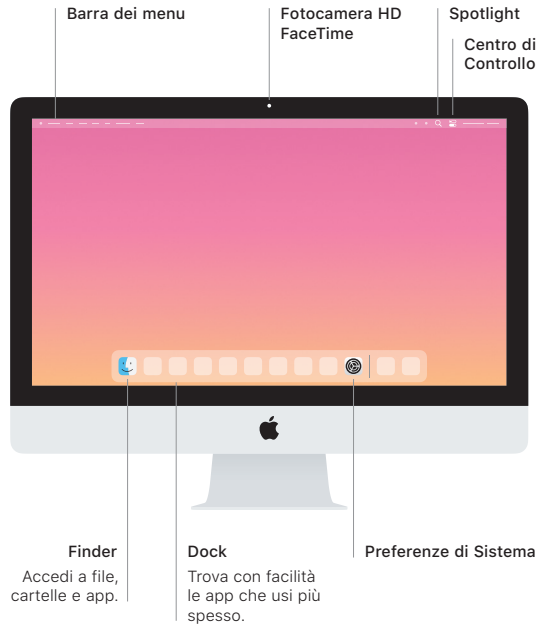 Barra dei menu
Fotocamera HD
FaceTime
Spotlight
Centro di
Controllo
Finder
Accedi a file,
cartelle e app.
Dock
Trova con facilità
le app che usi più
spesso.
Preferenze di Sistema